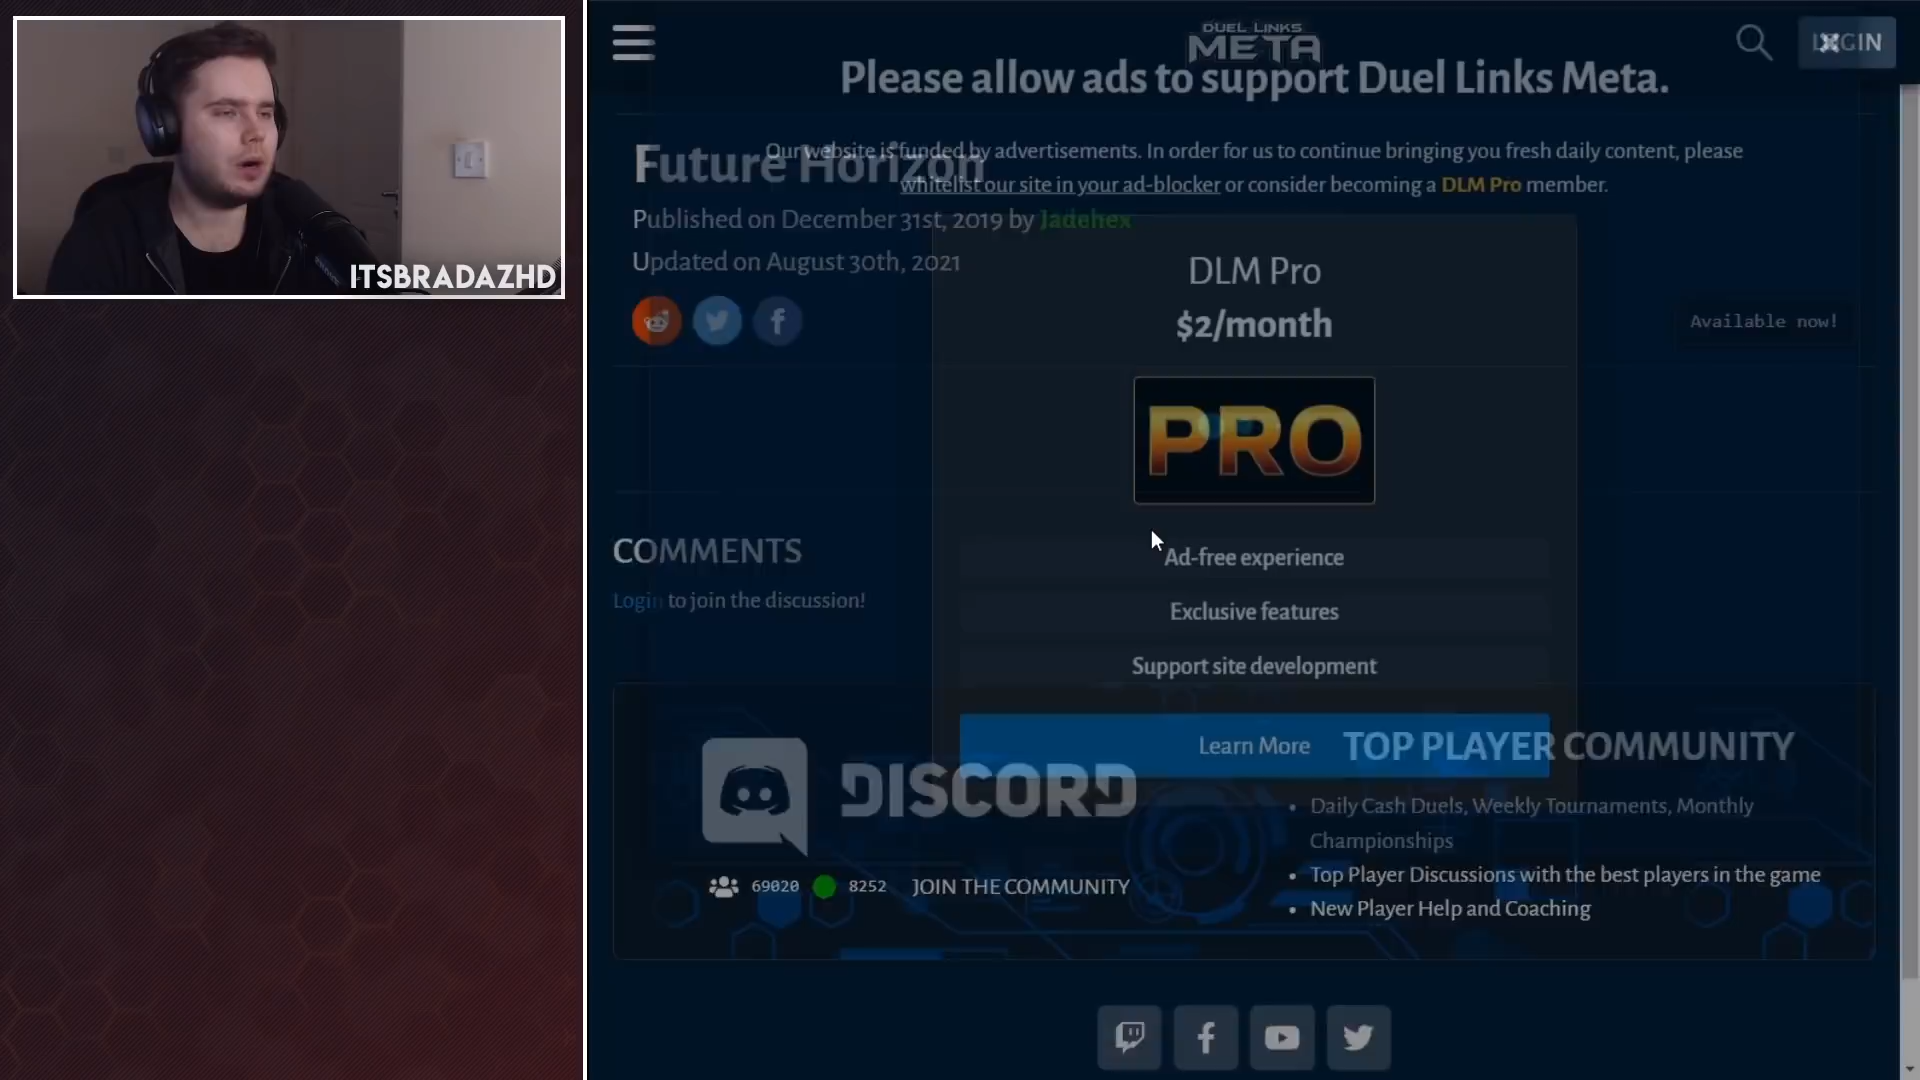 ITSBRADAZHD
DUEL LINKS
META
LOGIN
Please allow ads to support Duel Links Meta.
Our website is funded by advertisements. In order for us to continue bringing you fresh daily content, please
whitelist our site in your ad-blocker or consider becoming a DLM Pro member.
Future Horizon
Published on December 31st, 2019 by Jadehex
Updated on August 30th, 2021
Available now!
DLM Pro
$2/month
PRO
Ad-free experience
Exclusive features
Support site development
Learn More
COMMENTS
Login to join the discussion!
DISCORD
69020 8252 JOIN THE COMMUNITY
TOP PLAYER COMMUNITY
• Daily Cash Duels, Weekly Tournaments, Monthly
Championships
• Top Player Discussions with the best players in the game
• New Player Help and Coaching